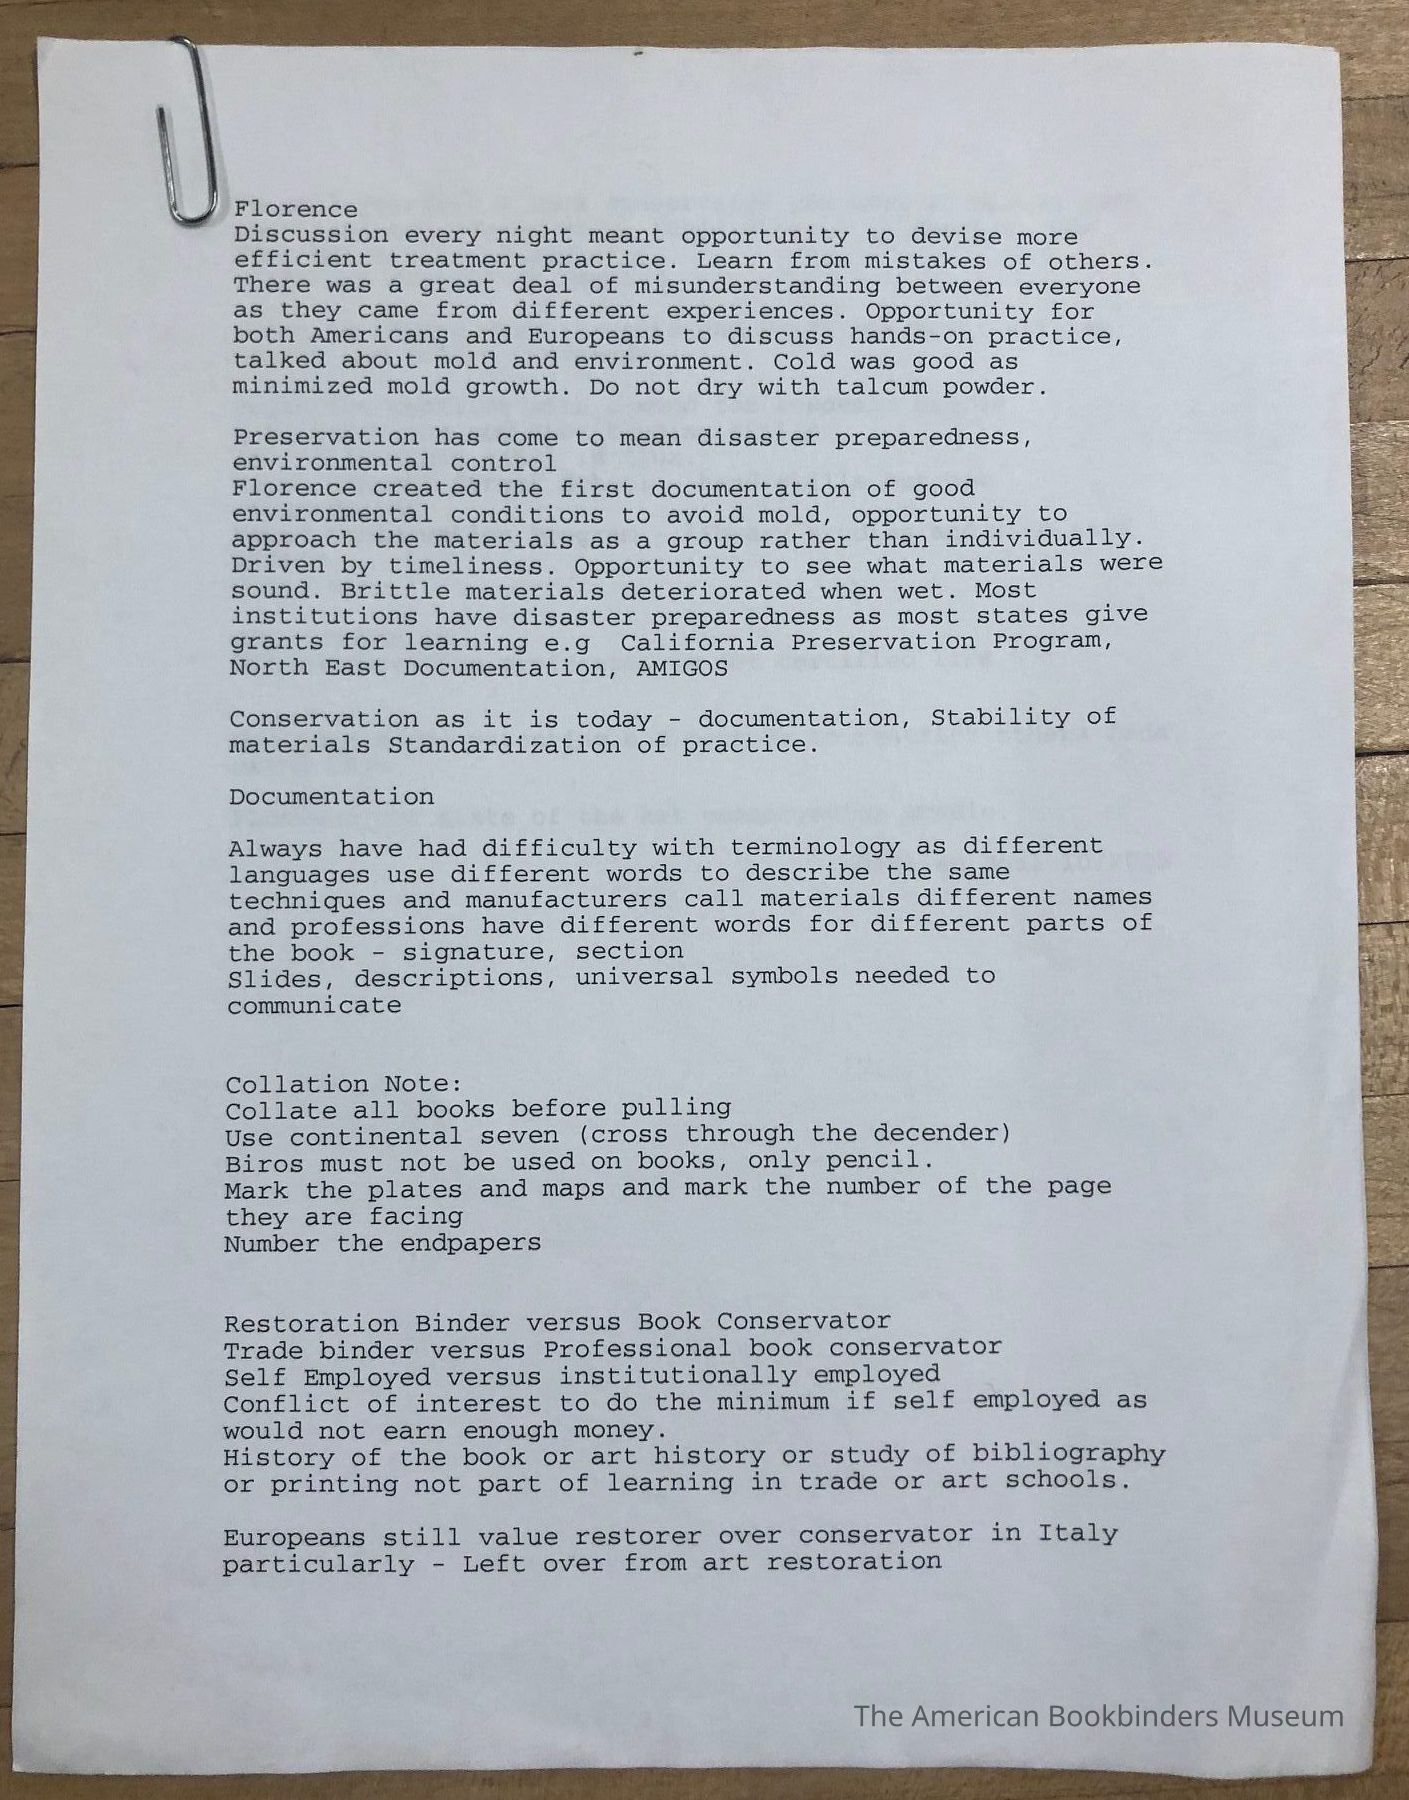 Florence
Discussion every night meant opportunity to devise more
efficient treatment practice. Learn from mistakes of others.
There was a great deal of misunderstanding between everyone
as they came from different experiences. Opportunity for
both Americans and Europeans to discuss hands-on practice,
talked about mold and environment. Cold was good as
minimized mold growth. Do not dry with talcum powder.

Preservation has come to mean disaster preparedness,
environmental control
Florence created the first documentation of good
environmental conditions to avoid mold, opportunity to
approach the materials as a group rather than individually.
Driven by timeliness. Opportunity to see what materials were
sound. Brittle materials deteriorated when wet. Most
institutions have disaster preparedness as most states give
grants for learning e.g  California Preservation Program,
North East Documentation, AMIGOS

Conservation as it is today - documentation, Stability of
materials Standardization of practice.

Documentation

Always have had difficulty with terminology as different
languages use different words to describe the same
techniques and manufacturers call materials different names
and professions have different words for different parts of
the book - signature, section
Slides, descriptions, universal symbols needed to
communicate

Collation Note:
Collate all books before pulling
Use continental seven (cross through the decender)
Biros must not be used on books, only pencil.
Mark the plates and maps and mark the number of the page
they are facing
Number the endpapers

Restoration Binder versus Book Conservator
Trade binder versus Professional book conservator
Self Employed versus institutionally employed
Conflict of interest to do the minimum if self employed as
would not earn enough money.
History of the book or art history or study of bibliography
or printing not part of learning in trade or art schools.

Europeans still value restorer over conservator in Italy
particularly - Left over from art restoration
The American Bookbinders Museum